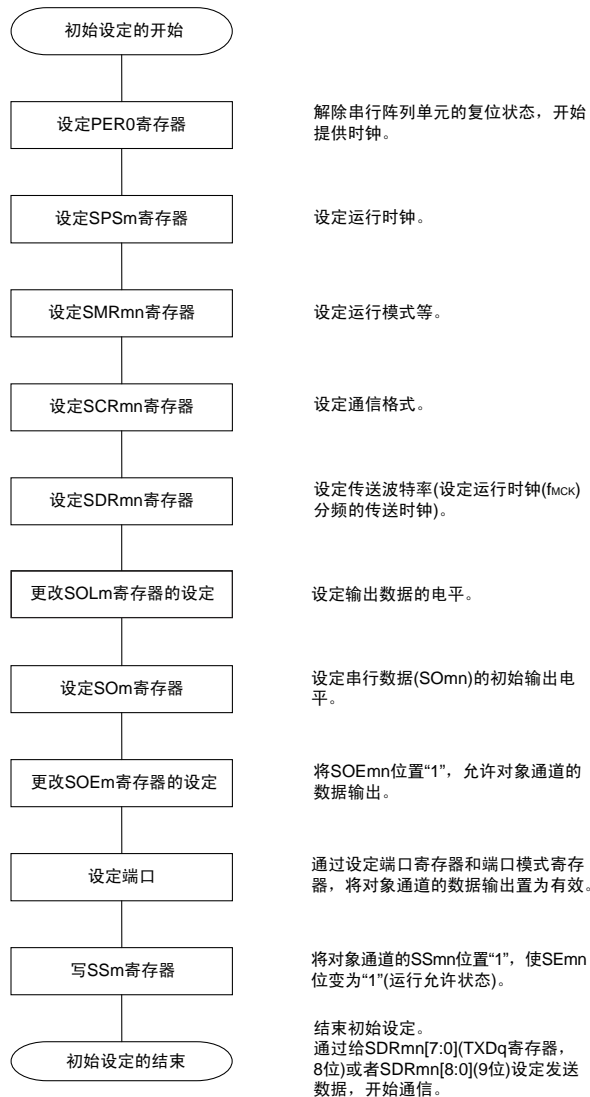 初始设定的开始
设定PER0寄存器
解除串行阵列单元的复位状态，开始
提供时钟。
设定SPSm寄存器
设定运行时钟。
设定SMRmn寄存器
设定运行模式等。
设定SCRmn寄存器
设定通信格式。
设定SDRmn寄存器
设定传送波特率(设定运行时钟(fMCK)
分频的传送时钟)。
更改SOLm寄存器的设定
设定输出数据的电平。
设定SOm寄存器
设定串行数据(SOmn)的初始输出电
平。
更改SOEm寄存器的设定
将SOEmn位置“1”，允许对象通道的
数据输出。
设定端口
通过设定端口寄存器和端口模式寄存
器，将对象通道的数据输出置为有效。
写SSm寄存器
将对象通道的SSmn位置“1”，使SEmn
位变为“1”(运行允许状态)。
初始设定的结束
结束初始设定。
通过给SDRmn[7:0](TXDq寄存器，
8位)或者SDRmn[8:0](9位)设定发送
数据，开始通信。